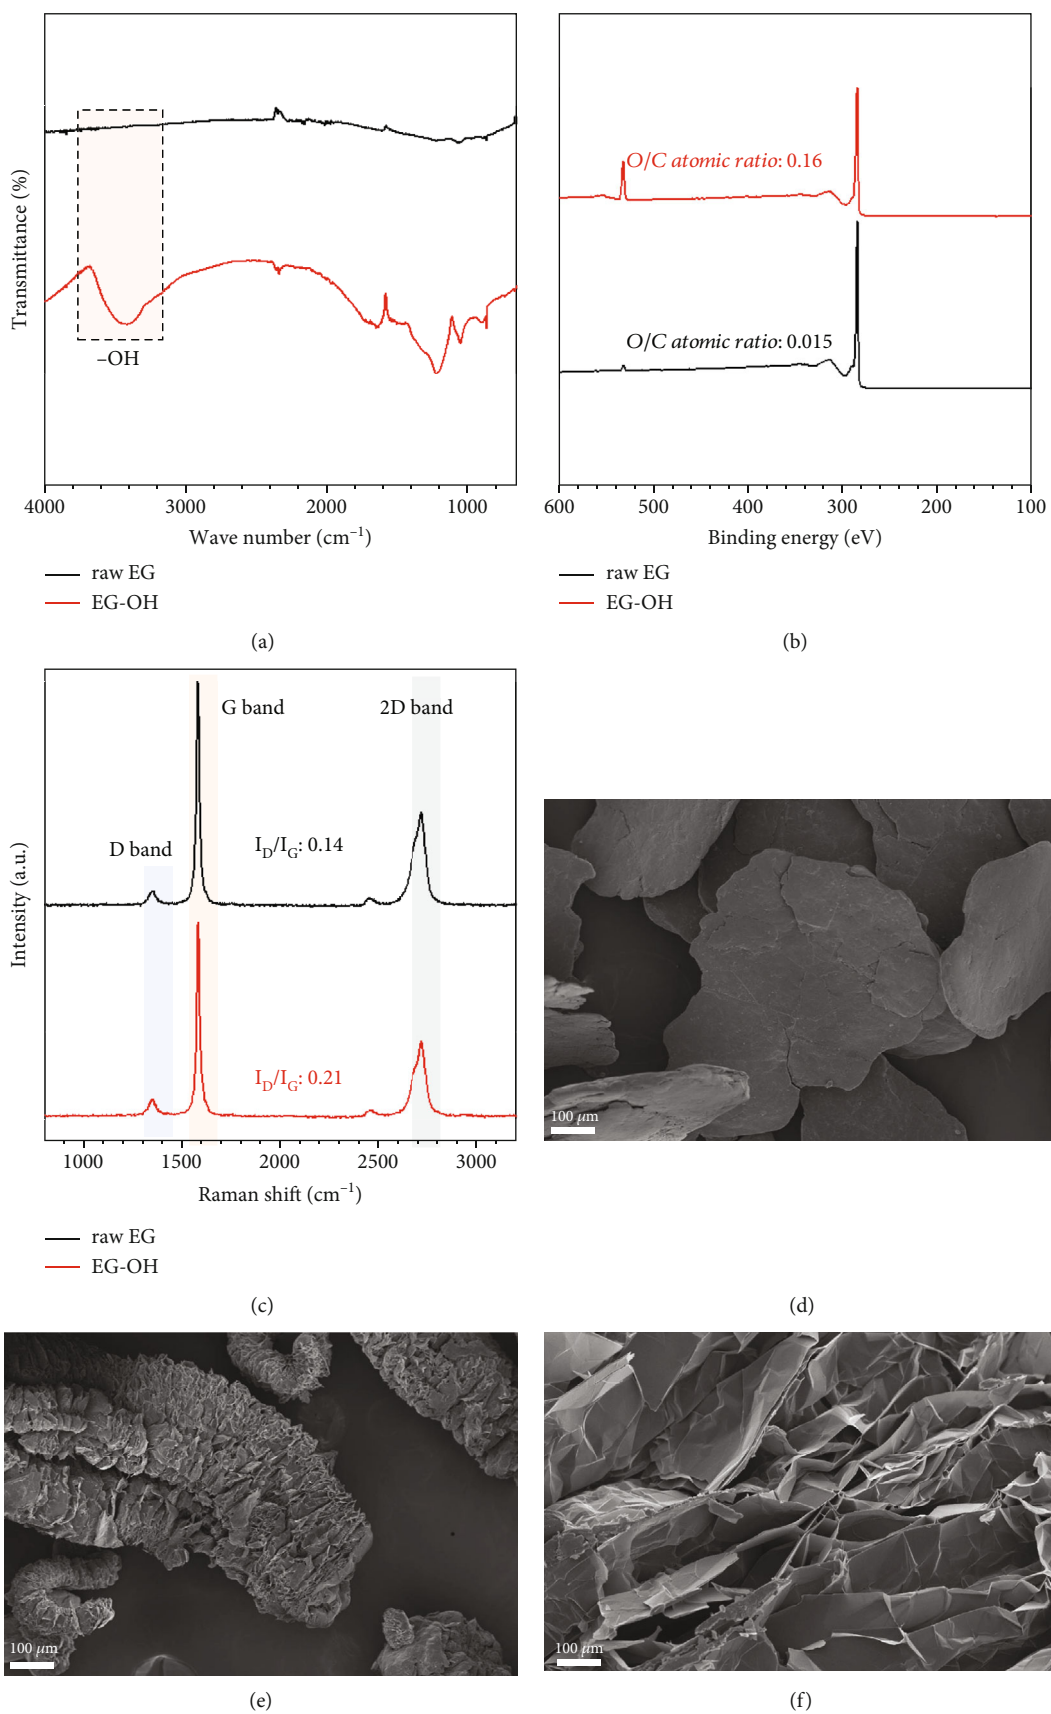 Transmittance (%)
–OH
4000 3000 2000 1000
Wave number (cm⁻¹)
raw EG
EG-OH
(a)
O/C atomic ratio: 0.16
O/C atomic ratio: 0.015
600 500 400 300 200 100
Binding energy (eV)
raw EG
EG-OH
(b)
Intensity (a.u.)
G band
2D band
D band
I_D/I_G: 0.14
I_D/I_G: 0.21
1000 1500 2000 2500 3000
Raman shift (cm⁻¹)
raw EG
EG-OH
(c)
100 μm
(d)
100 μm
(e)
100 μm
(f)